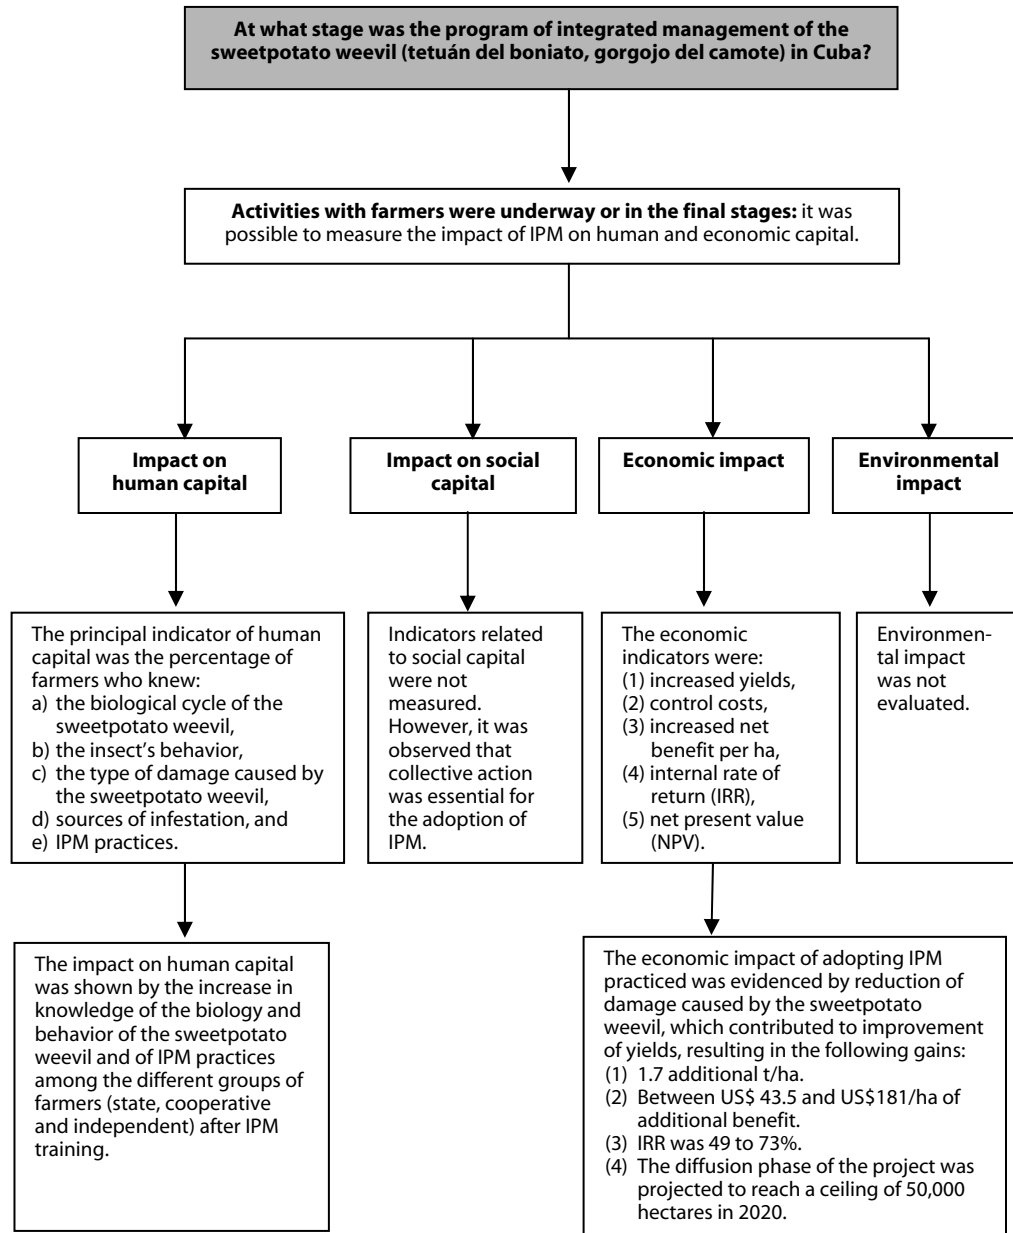 At what stage was the program of integrated management of the
sweetpotato weevil (tetuán del boniato, gorgojo del camote) in Cuba?
Activities with farmers were underway or in the final stages: it was
possible to measure the impact of IPM on human and economic capital.
Impact on
human capital
Impact on social
capital
Economic impact
Environmental
impact
The principal indicator of human
capital was the percentage of
farmers who knew:
a) the biological cycle of the
sweetpotato weevil,
b) the insect's behavior,
c) the type of damage caused by
the sweetpotato weevil,
d) sources of infestation, and
e) IPM practices.
Indicators related
to social capital
were not
measured.
However, it was
observed that
collective action
was essential for
the adoption of
IPM.
The economic
indicators were:
(1) increased yields,
(2) control costs,
(3) increased net
benefit per ha,
(4) internal rate of
return (IRR),
(5) net present value
(NPV).
Environmen-
tal impact
was not
evaluated.
The impact on human capital
was shown by the increase in
knowledge of the biology and
behavior of the sweetpotato
weevil and of IPM practices
among the different groups of
farmers (state, cooperative
and independent) after IPM
training.
The economic impact of adopting IPM
practiced was evidenced by reduction of
damage caused by the sweetpotato
weevil, which contributed to improvement
of yields, resulting in the following gains:
(1) 1.7 additional t/ha.
(2) Between US$ 43.5 and US$181/ha of
additional benefit.
(3) IRR was 49 to 73%.
(4) The diffusion phase of the project was
projected to reach a ceiling of 50,000
hectares in 2020.